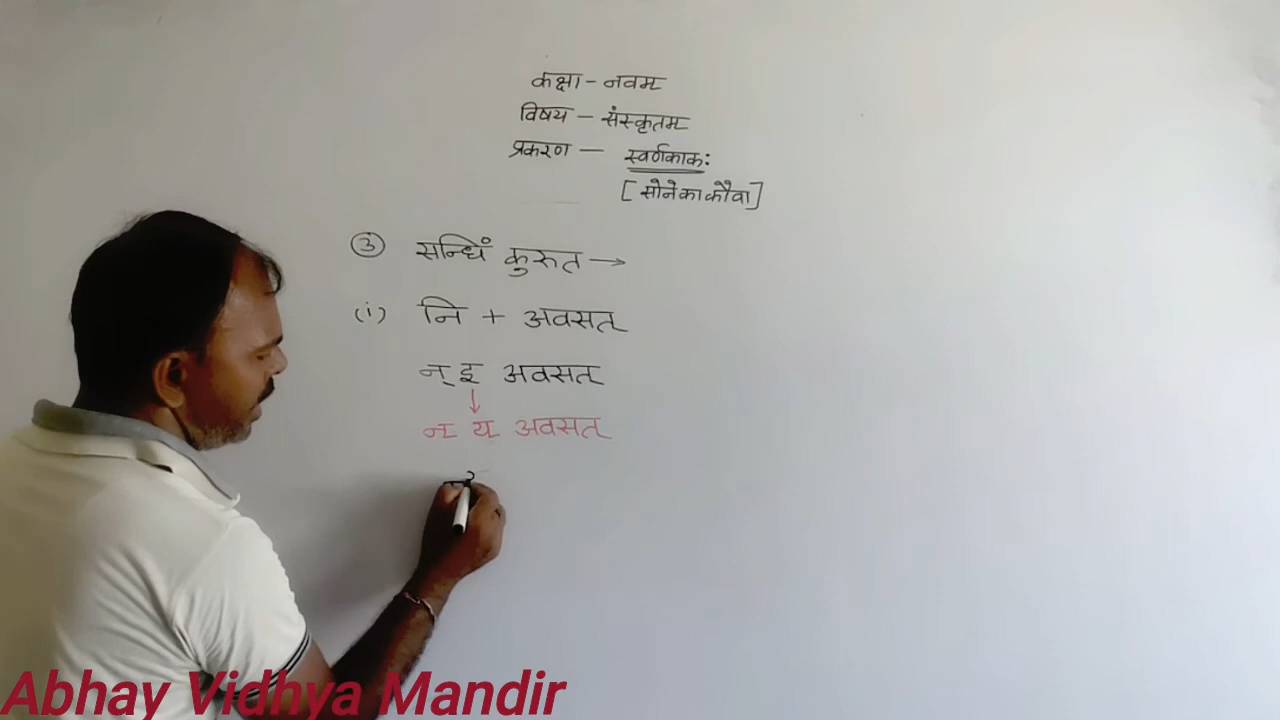 कक्षा - नवम्
विषय - संस्कृतम्
प्रकरण - स्वर्णकाकः
[सोने का कौवा]
③ सन्धिं कुरुत →
(i) नि + अवसत्
न् इ अवसत्
↓
न् य् अवसत्
Abhay Vidhya Mandir